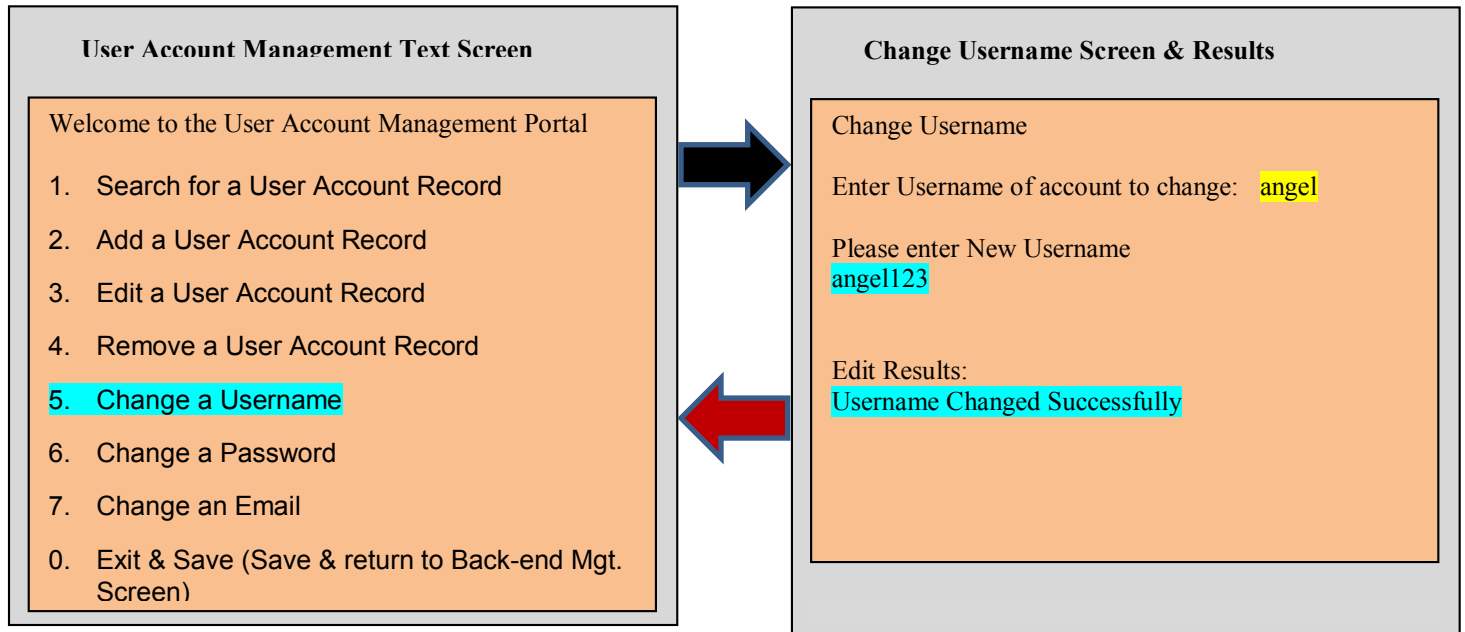 User Account Management Text Screen
Welcome to the User Account Management Portal
1. Search for a User Account Record
2. Add a User Account Record
3. Edit a User Account Record
4. Remove a User Account Record
5. Change a Username
6. Change a Password
7. Change an Email
0. Exit & Save (Save & return to Back-end Mgt.
Screen)
Change Username Screen & Results
Change Username
Enter Username of account to change: angel
Please enter New Username
angel123
Edit Results:
Username Changed Successfully